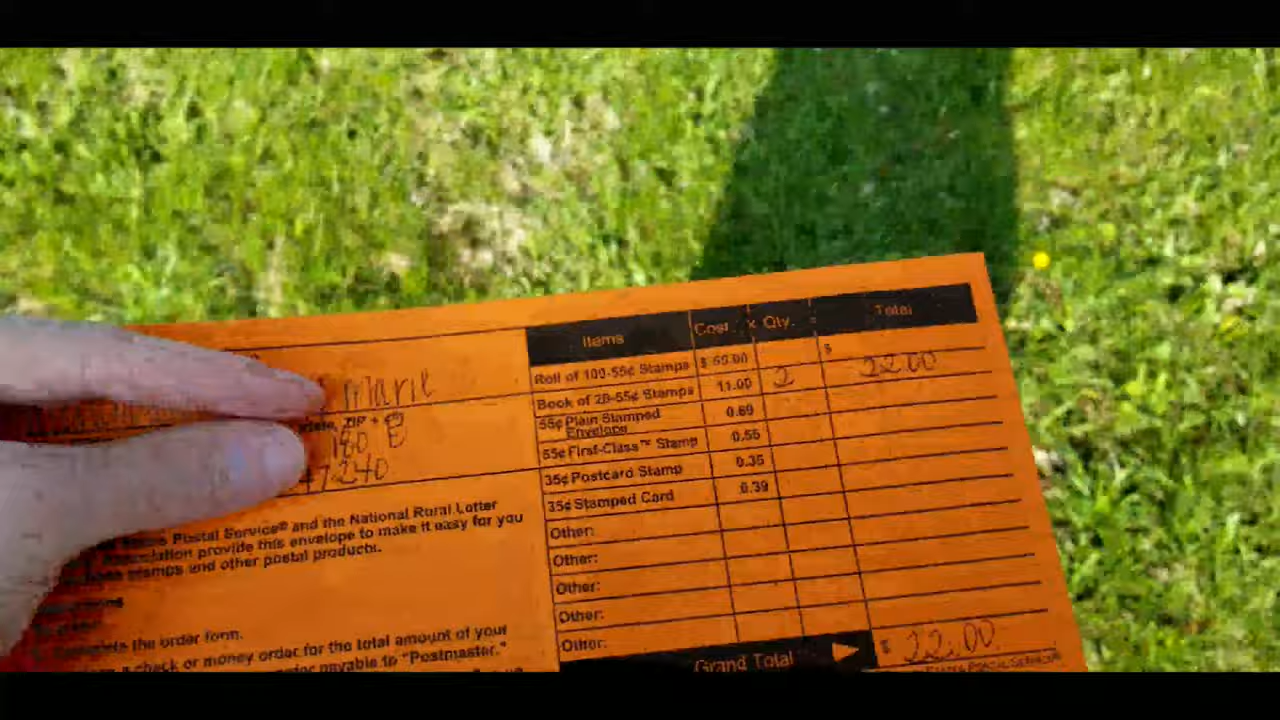 Marie
ZIP + 4
180 E
47240
Postal Service® and the National Rural Letter
provide this envelope to make it easy for you
stamps and other postal products.
the order form.
check or money order for the total amount of your
payable to "Postmaster."
Items Cost x Qty. = Total
Roll of 100-55¢ Stamps $ 55.00 $
Book of 20-55¢ Stamps 11.00 2 22.00
55¢ Plain Stamped
Envelope 0.69
55¢ First-Class™ Stamp 0.55
35¢ Postcard Stamp 0.35
35¢ Stamped Card 0.39
Other:
Other:
Other:
Other:
Other:
Grand Total $ 22.00